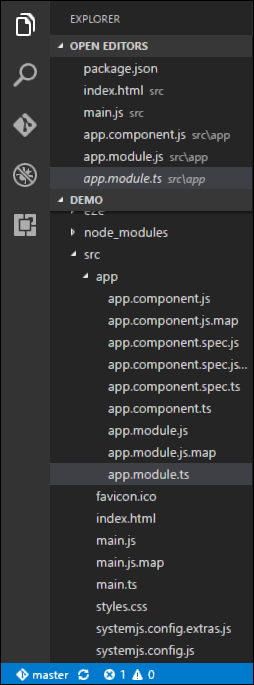 EXPLORER
OPEN EDITORS
package.json
index.html src
main.js src
app.component.js src\app
app.module.js src\app
app.module.ts src\app
DEMO
e2e
node_modules
src
app
app.component.js
app.component.js.map
app.component.spec.js
app.component.spec.js...
app.component.spec.ts
app.component.ts
app.module.js
app.module.js.map
app.module.ts
favicon.ico
index.html
main.js
main.js.map
main.ts
styles.css
systemjs.config.extras.js
systemjs.config.js
master 1 0